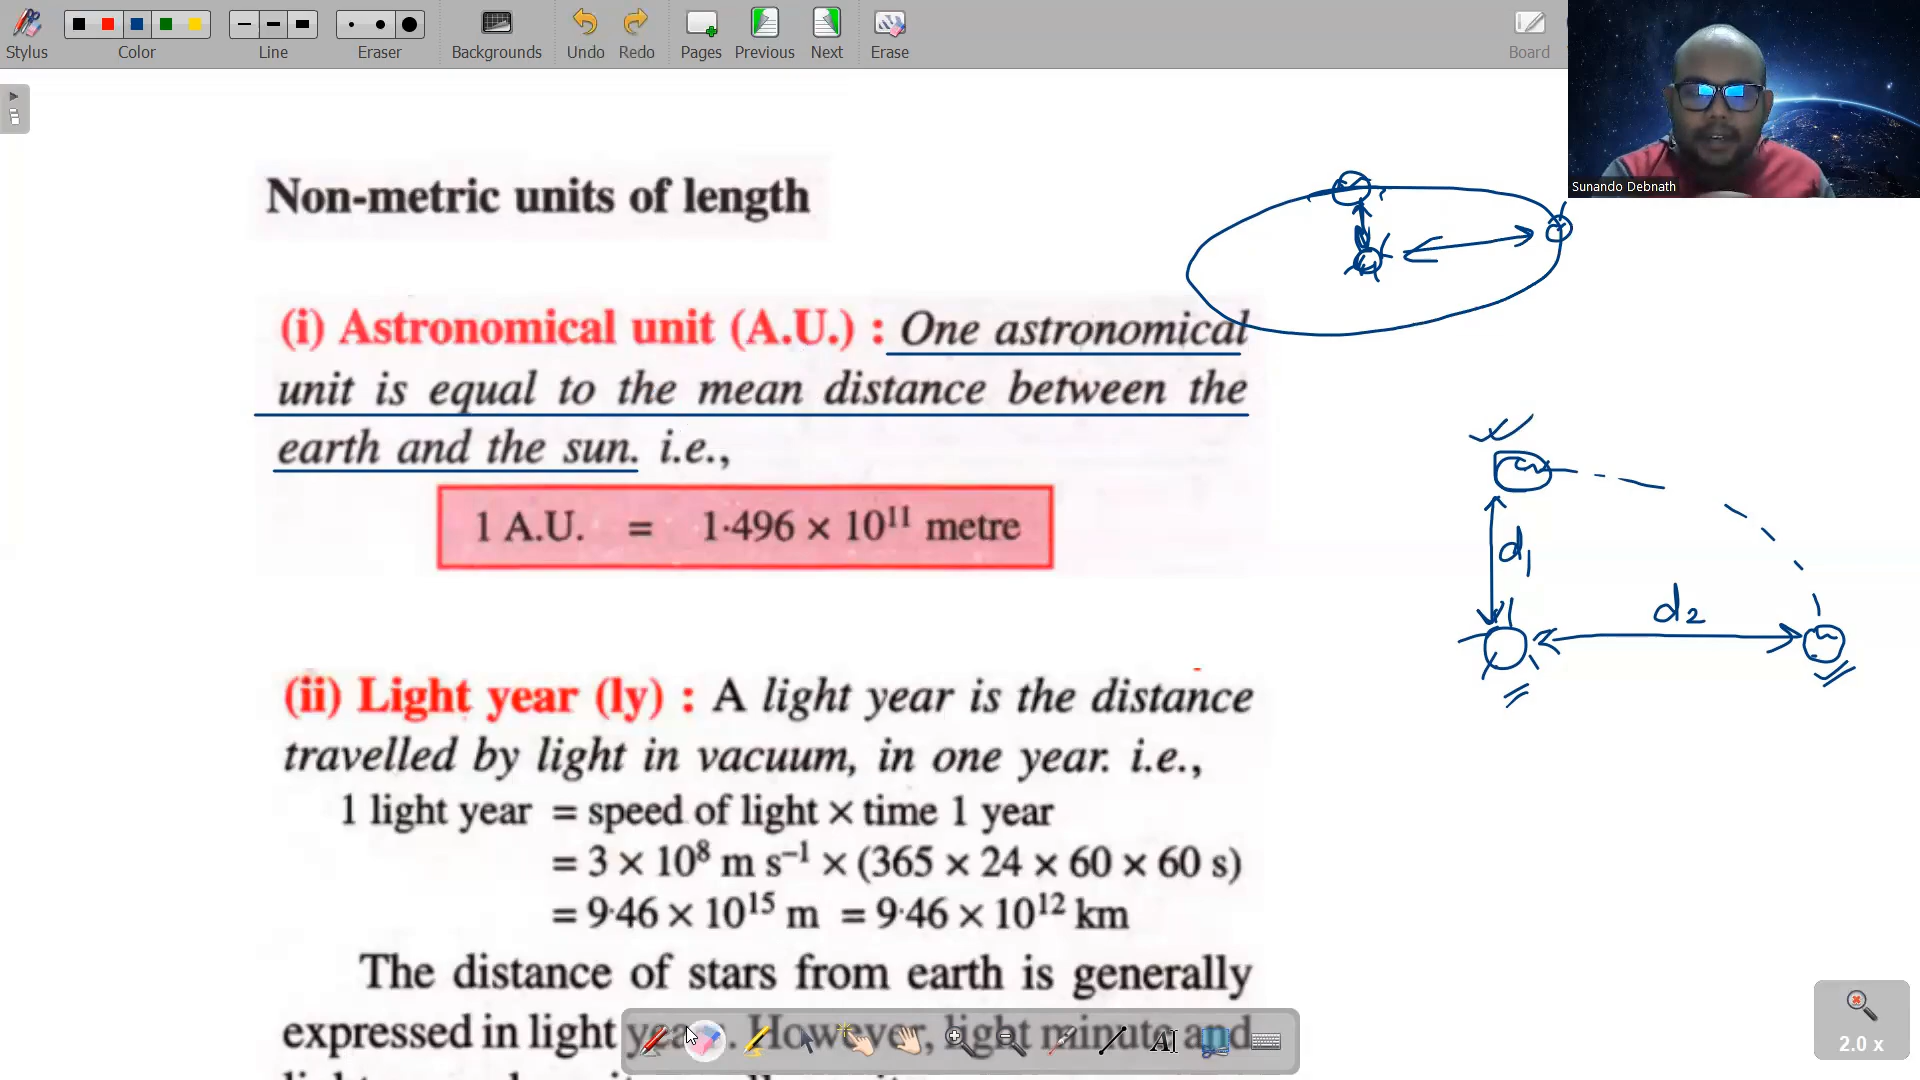 Stylus Color Line Eraser Backgrounds Undo Redo Pages Previous Next Erase Board
Sunando Debnath
Non-metric units of length
(i) Astronomical unit (A.U.) : One astronomical
unit is equal to the mean distance between the
earth and the sun. i.e.,
1 A.U. = 1·496 × 10¹¹ metre
d₁
d₂
(ii) Light year (ly) : A light year is the distance
travelled by light in vacuum, in one year. i.e.,
1 light year = speed of light × time 1 year
= 3 × 10⁸ m s⁻¹ × (365 × 24 × 60 × 60 s)
= 9·46 × 10¹⁵ m = 9·46 × 10¹² km
The distance of stars from earth is generally
expressed in light years. However, light minute and
2.0 x